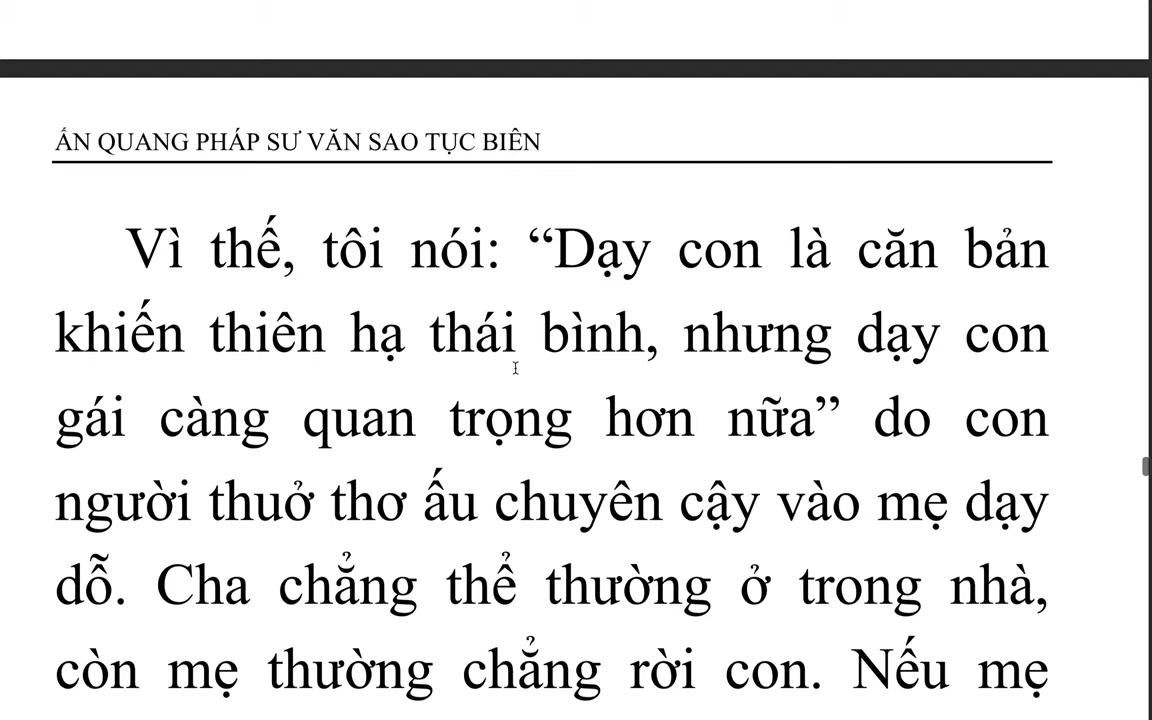 ẤN QUANG PHÁP SƯ VĂN SAO TỤC BIÊN
Vì thế, tôi nói: “Dạy con là căn bản
khiến thiên hạ thái bình, nhưng dạy con
gái càng quan trọng hơn nữa” do con
người thuở thơ ấu chuyên cậy vào mẹ dạy
dỗ. Cha chẳng thể thường ở trong nhà,
còn mẹ thường chẳng rời con. Nếu mẹ